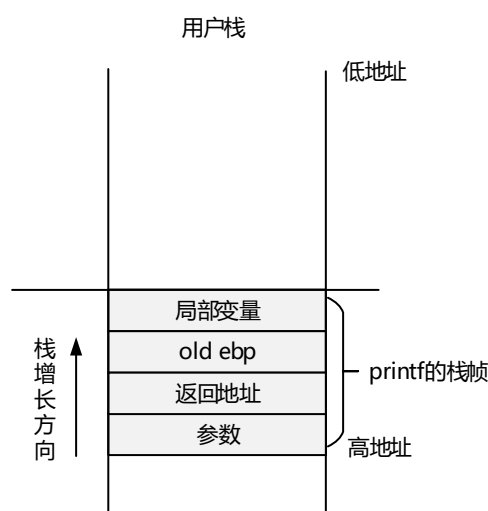 用户栈
低地址
局部变量
old ebp
返回地址
参数
printf的栈帧
高地址
栈增长方向